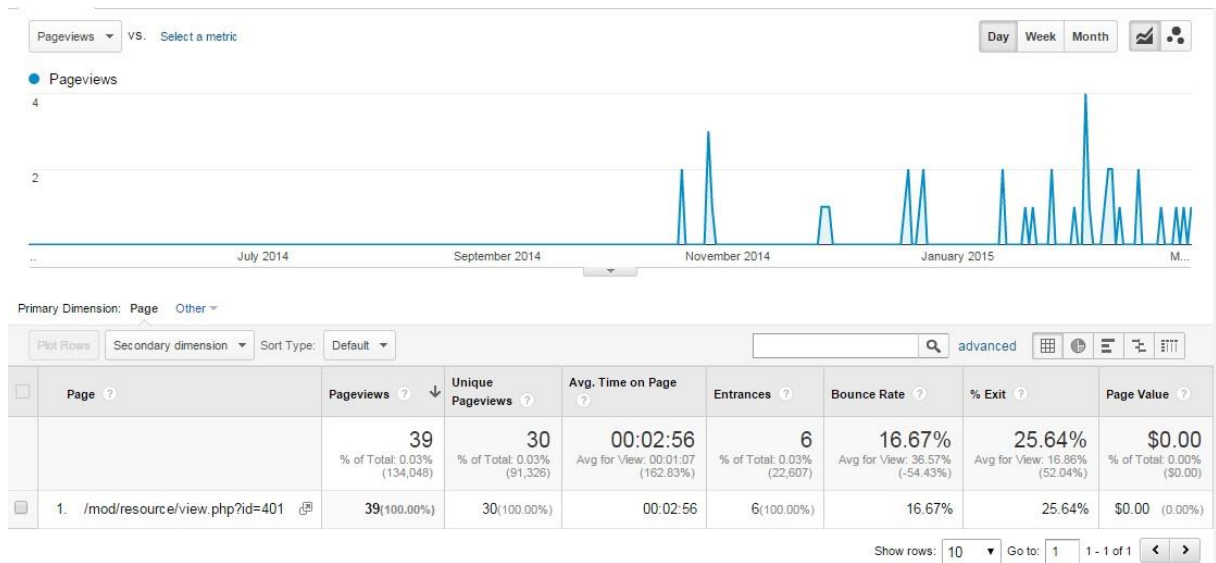 Pageviews VS. Select a metric Day Week Month
Pageviews
4
2
.. July 2014 September 2014 November 2014 January 2015 M...
Primary Dimension: Page Other
Plot Rows Secondary dimension Sort Type: Default advanced
Page ? Pageviews ? Unique Pageviews ? Avg. Time on Page ? Entrances ? Bounce Rate ? % Exit ? Page Value ?
39 30 00:02:56 6 16.67% 25.64% $0.00
% of Total: 0.03% % of Total: 0.03% Avg for View: 00:01:07 % of Total: 0.03% Avg for View: 36.57% Avg for View: 16.86% % of Total: 0.00%
(134,048) (91,326) (162.83%) (22,607) (-54.43%) (52.04%) ($0.00)
1. /mod/resource/view.php?id=401 39(100.00%) 30(100.00%) 00:02:56 6(100.00%) 16.67% 25.64% $0.00 (0.00%)
Show rows: 10 Go to: 1 1 - 1 of 1